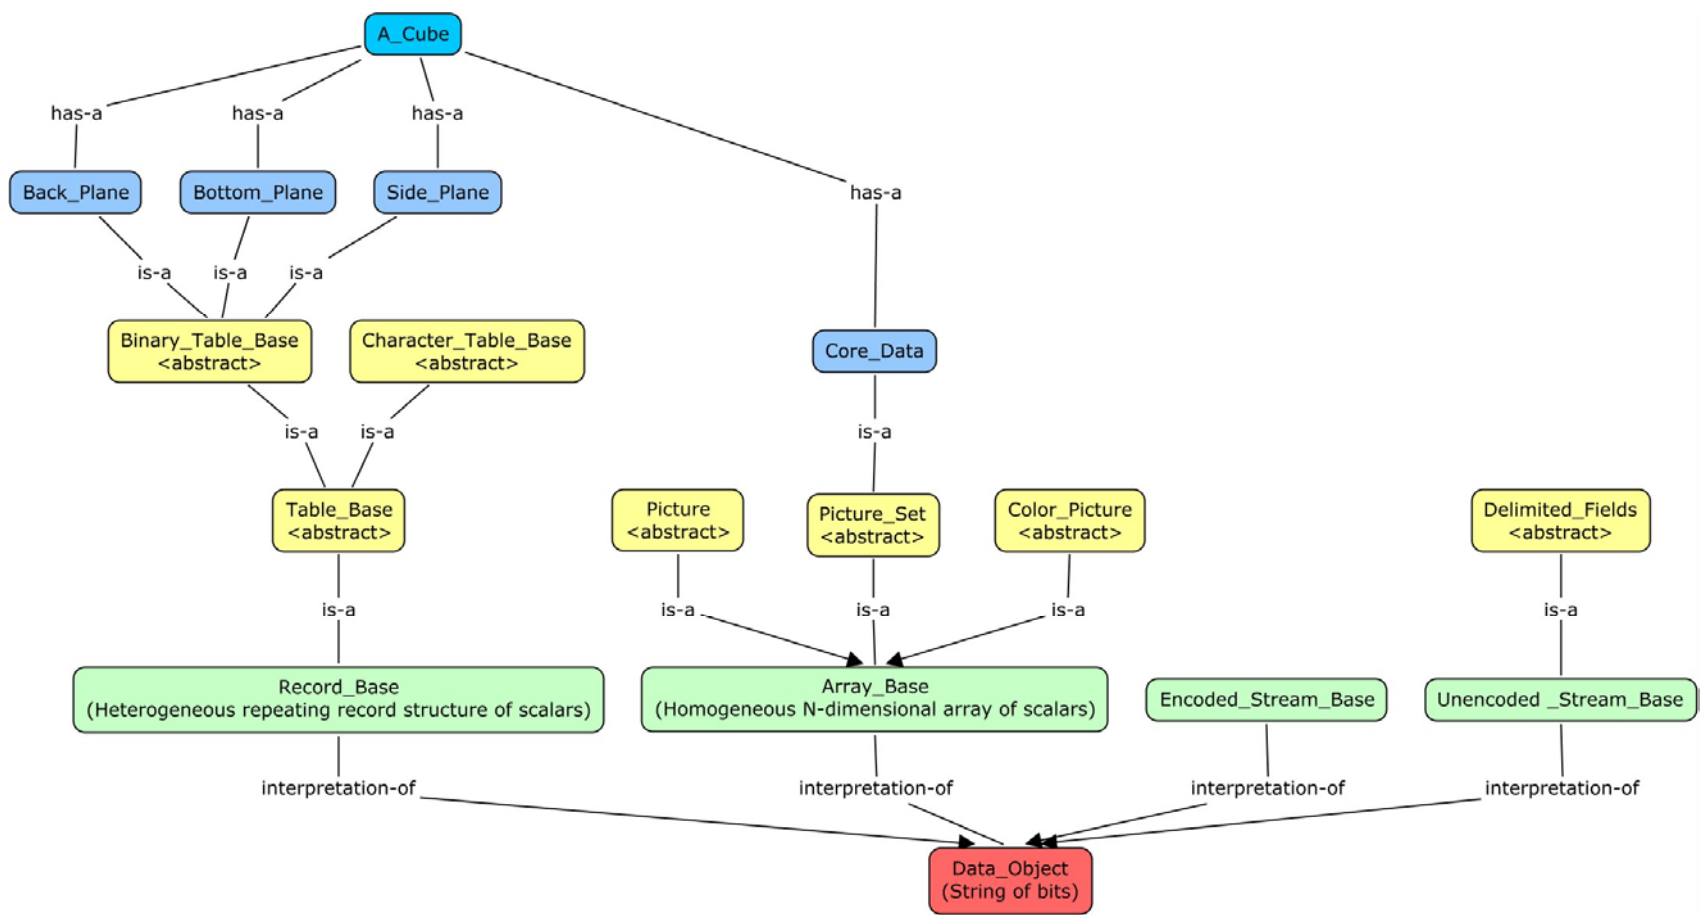 A_Cube
has-a
has-a
has-a
has-a
Back_Plane
Bottom_Plane
Side_Plane
is-a
is-a
is-a
Binary_Table_Base
<abstract>
Character_Table_Base
<abstract>
Core_Data
is-a
is-a
is-a
Table_Base
<abstract>
Picture
<abstract>
Picture_Set
<abstract>
Color_Picture
<abstract>
Delimited_Fields
<abstract>
is-a
is-a
is-a
is-a
is-a
Record_Base
(Heterogeneous repeating record structure of scalars)
Array_Base
(Homogeneous N-dimensional array of scalars)
Encoded_Stream_Base
Unencoded _Stream_Base
interpretation-of
interpretation-of
interpretation-of
interpretation-of
Data_Object
(String of bits)